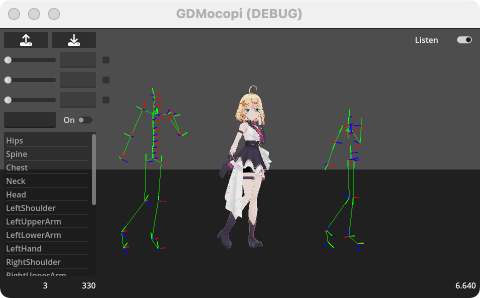 GDMocopi (DEBUG)
Listen
On
Hips
Spine
Chest
Neck
Head
LeftShoulder
LeftUpperArm
LeftLowerArm
LeftHand
RightShoulder
RightUpperArm
3 330 6.640